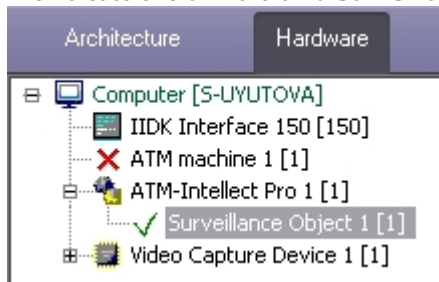 Architecture Hardware
Computer [S-UYUTOVA]
IIDK Interface 150 [150]
ATM machine 1 [1]
ATM-Intellect Pro 1 [1]
Surveillance Object 1 [1]
Video Capture Device 1 [1]